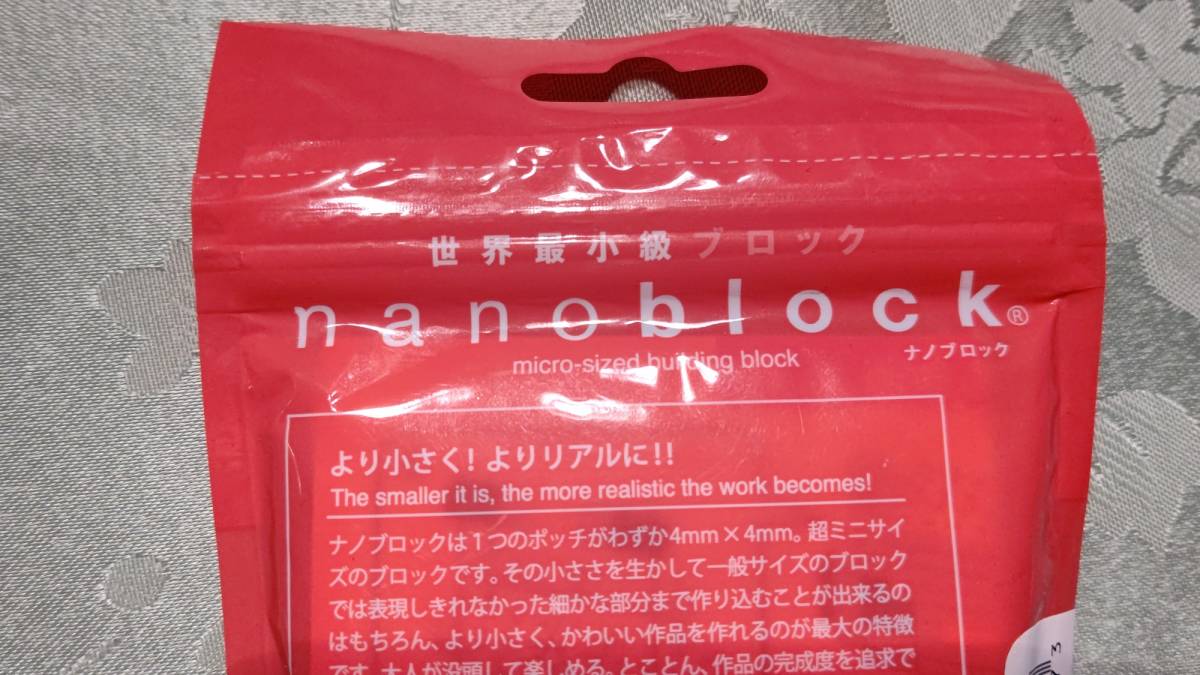 世界最小級ブロック
nanoblock®
micro-sized building block
ナノブロック
より小さく!よりリアルに!!
The smaller it is, the more realistic the work becomes!
ナノブロックは1つのポッチがわずか4mm×4mm。超ミニサイ
ズのブロックです。その小ささを生かして一般サイズのブロック
では表現しきれなかった細かな部分まで作り込むことが出来るの
はもちろん、より小さく、かわいい作品を作れるのが最大の特徴
です。大人が没頭して楽しめる。とことん、作品の完成度を追求で